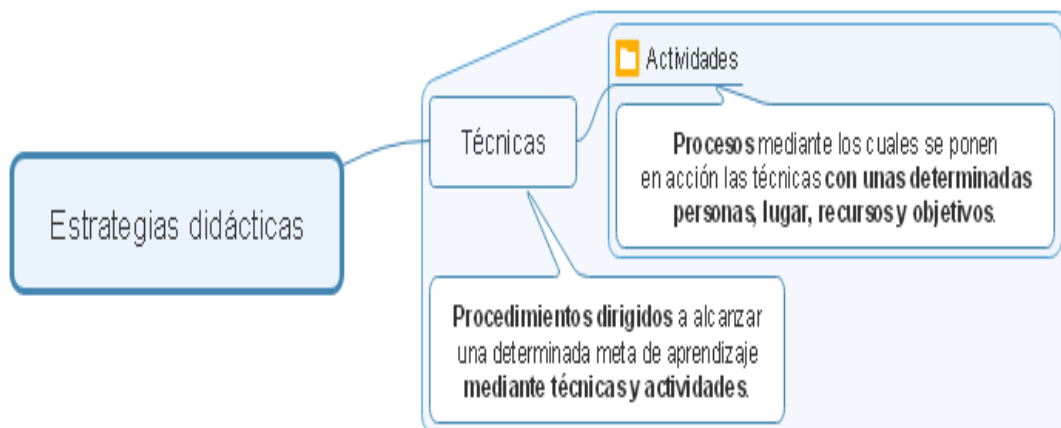 Estrategias didácticas
Técnicas
Actividades
Procesos mediante los cuales se ponen
en acción las técnicas con unas determinadas
personas, lugar, recursos y objetivos.
Procedimientos dirigidos a alcanzar
una determinada meta de aprendizaje
mediante técnicas y actividades.